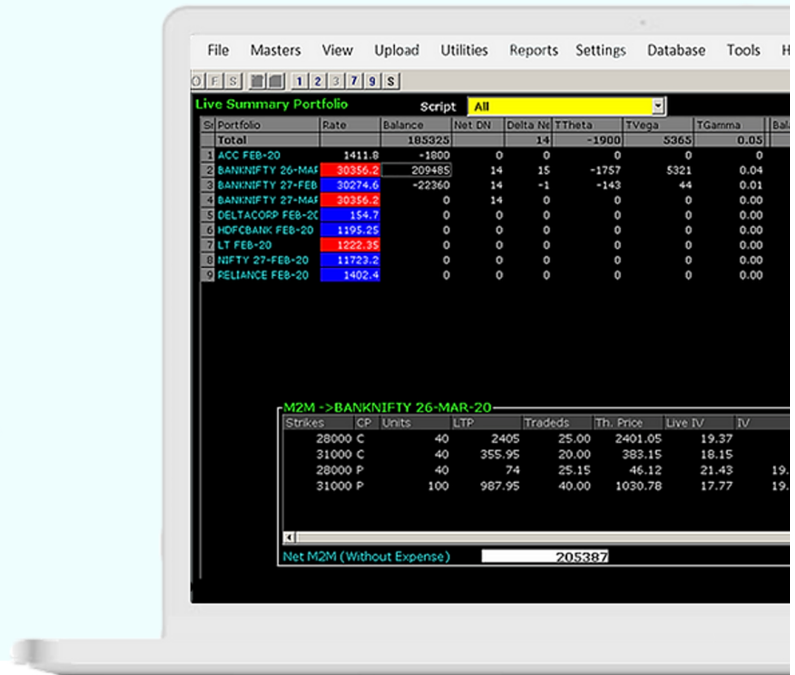 File Masters View Upload Utilities Reports Settings Database Tools H
O F S 1 2 3 7 9 S
Live Summary Portfolio Script All
Sr Portfolio Rate Balance Net DN Delta Ne TTheta TVega TGamma Bal
Total 185325 14 -1900 5365 0.05
1 ACC FEB-20 1411.8 -1800 0 0 0 0 0
2 BANKNIFTY 26-MAR 30356.2 209485 14 15 -1757 5321 0.04
3 BANKNIFTY 27-FEB 30274.6 -22360 14 -1 -143 44 0.01
4 BANKNIFTY 27-MAR 30356.2 0 14 0 0 0 0.00
5 DELTACORP FEB-20 154.7 0 0 0 0 0 0.00
6 HDFCBANK FEB-20 1195.25 0 0 0 0 0 0.00
7 LT FEB-20 1222.35 0 0 0 0 0 0.00
8 NIFTY 27-FEB-20 11723.2 0 0 0 0 0 0.00
9 RELIANCE FEB-20 1402.4 0 0 0 0 0 0.00
M2M ->BANKNIFTY 26-MAR-20
Strikes CP Units LTP Tradeds Th. Price Live IV IV
28000 C 40 2405 25.00 2401.05 19.37
31000 C 40 355.95 20.00 383.15 18.15
28000 P 40 74 25.15 46.12 21.43 19.
31000 P 100 987.95 40.00 1030.78 17.77 19.
Net M2M (Without Expense) 205387